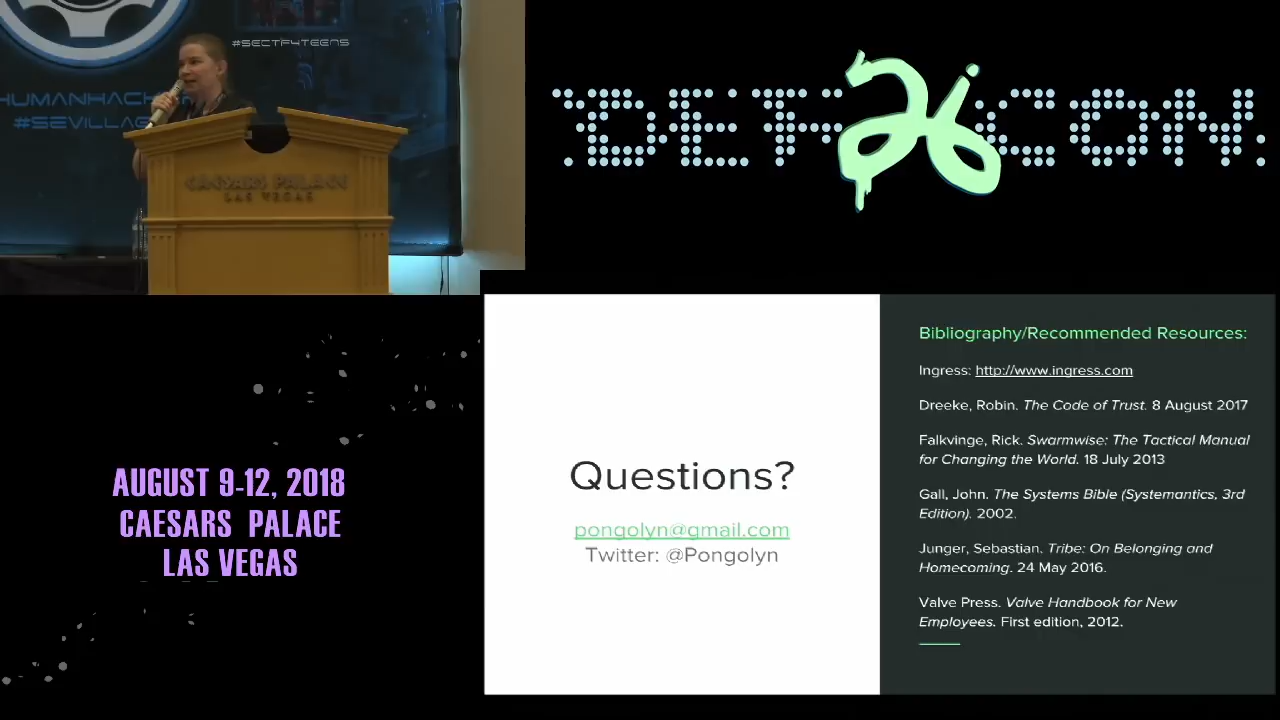 #SECTF4TEENS
#SEVILLAG
CAESARS PALACE
LAS VEGAS
DEF CON
26
AUGUST 9-12, 2018
CAESARS PALACE
LAS VEGAS
Questions?
pongolyn@gmail.com
Twitter: @Pongolyn
Bibliography/Recommended Resources:
Ingress: http://www.ingress.com
Dreeke, Robin. The Code of Trust. 8 August 2017
Falkvinge, Rick. Swarmwise: The Tactical Manual
for Changing the World. 18 July 2013
Gall, John. The Systems Bible (Systemantics, 3rd
Edition). 2002.
Junger, Sebastian. Tribe: On Belonging and
Homecoming. 24 May 2016.
Valve Press. Valve Handbook for New
Employees. First edition, 2012.